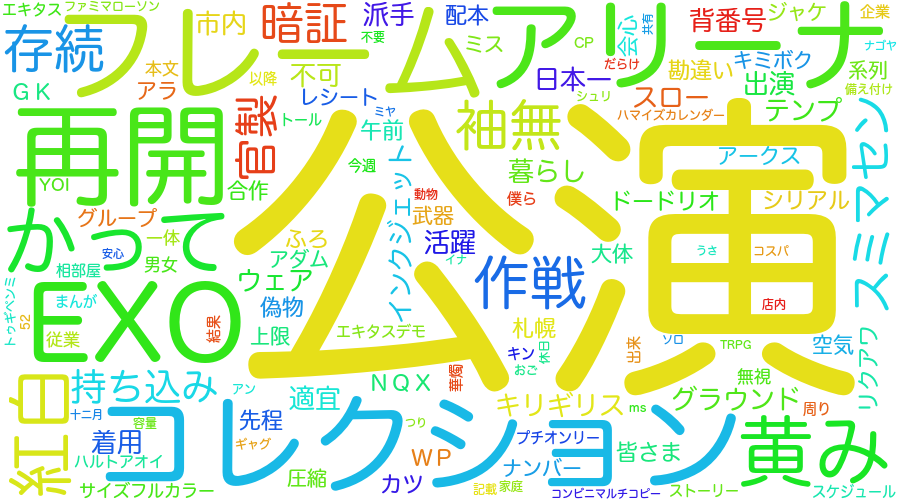 エキタス
ファミマローソン
フレーム
アリーナ
存続
市内
暗証
派手
不要
配本
ミス
CP
会心
共有
背番号
ジャケ
企業
ナゴヤ
だらけ
勘違い
キミボク
系列
備え付け
GK
本文
アラ
以降
不可
日本一
出演
レシート
スロー
シュリ
ハマイズカレンダー
テンプ
再開
官製
トール
ミヤ
午前
袖無
公演
アークス
スミマセン
YOI
合作
今週
インクジェット
動物
僕ら
暮らし
ドードリオ
シリアル
かって
グループ
一体
安心
男女
相部屋
ふろ
武器
アダム
活躍
イナ
大体
うさ
コスパ
トゥギペンミ
まんが
EXO
ウェア
偽物
作戦
店内
52
従業
結果
上限
エキタスデモ
札幌
キン
休日
出来
ソロ
TRPG
空気
リクアワ
華燭
おご
持ち込み
アン
NQX
適宜
キリギリス
グラウンド
無視
周り
ms
紅白
十二月
コレクション
容量
先程
ギャグ
つり
黄み
着用
プチオンリー
皆さま
ハルトアオイ
圧縮
WP
ナンバー
サイズフルカラー
カツ
記載
家庭
コンビニマルチコピー
ストーリー
スケジュール